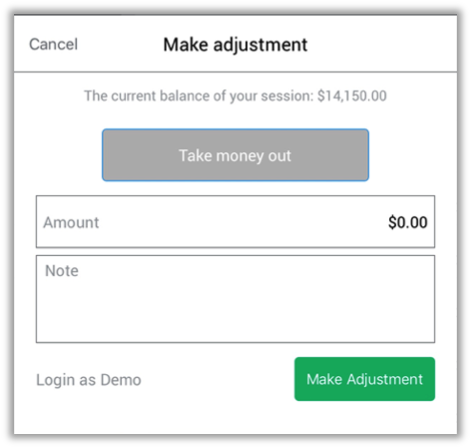 Cancel Make adjustment
The current balance of your session: $14,150.00
Take money out
Amount $0.00
Note
Login as Demo Make Adjustment